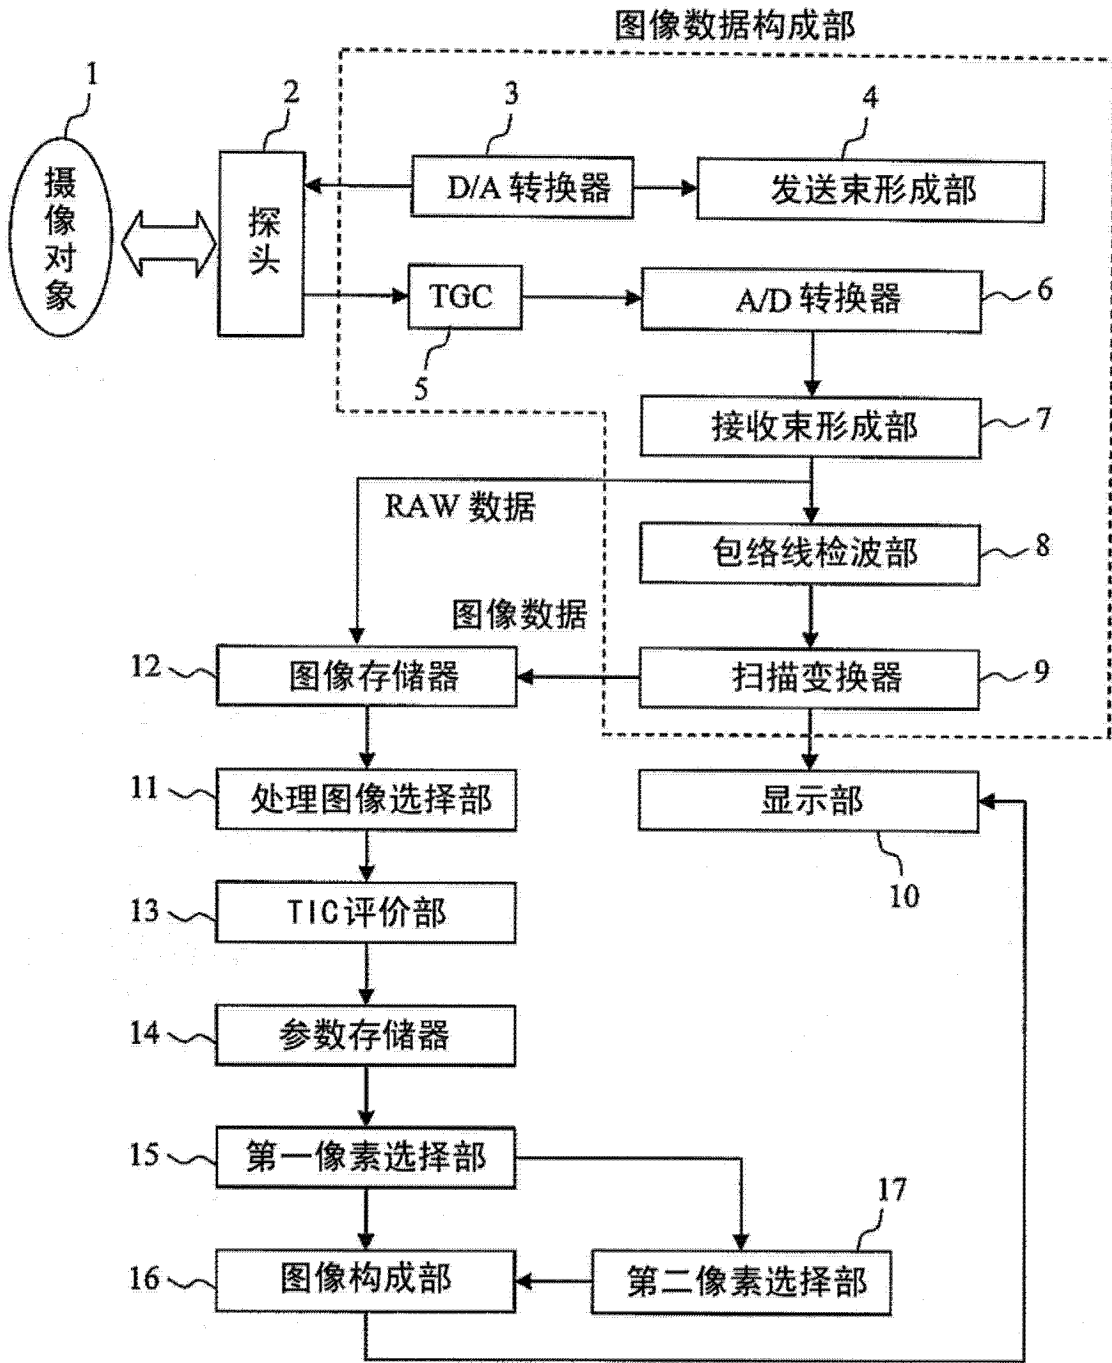 图像数据构成部
1
2
3
4
摄像对象
探头
D/A 转换器
发送束形成部
TGC
A/D 转换器
6
5
接收束形成部
7
RAW 数据
包络线检波部
8
图像数据
12
图像存储器
扫描变换器
9
11
处理图像选择部
显示部
10
13
TIC评价部
14
参数存储器
15
第一像素选择部
17
16
图像构成部
第二像素选择部